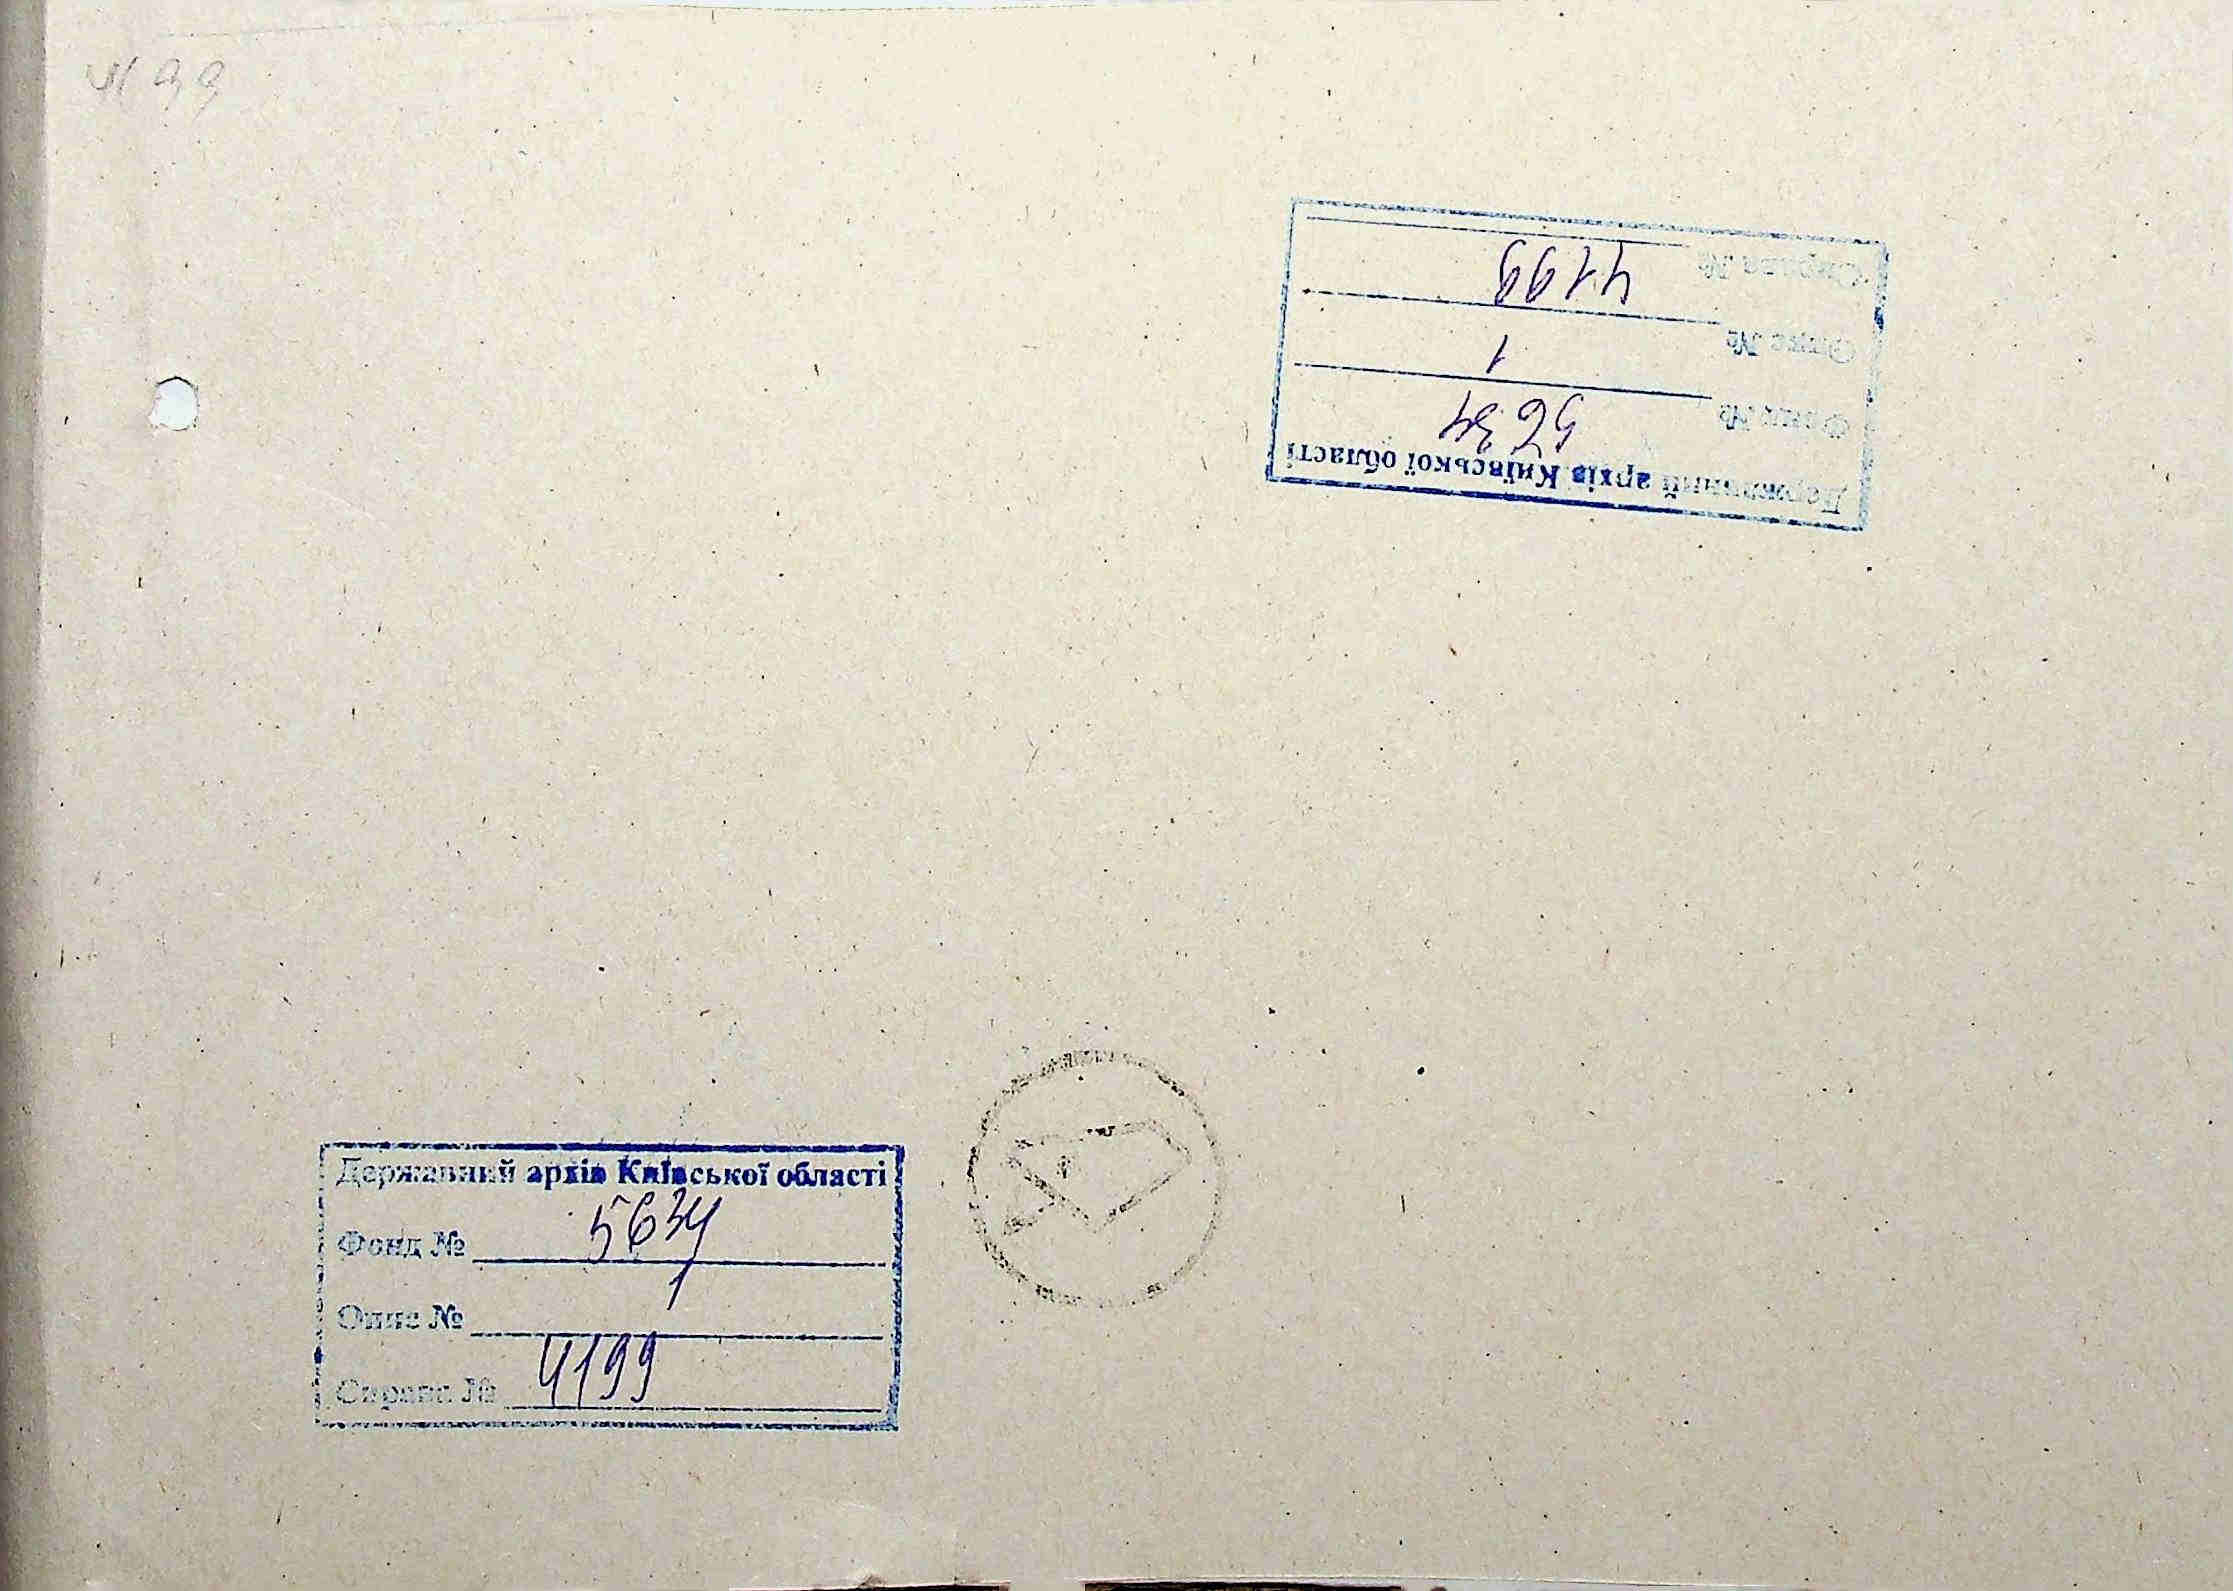 4199
Справа № 4199
Опис № 1
Фонд № 5634
Державний архів Київської області
Державний архів Київської області
Фонд № 5634
Опис № 1
Справа № 4199